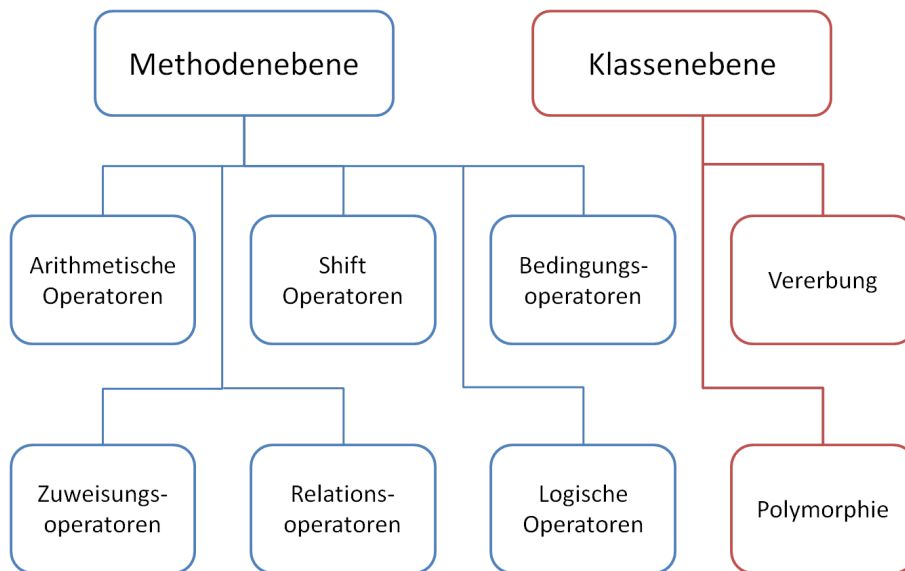 Methodenebene
Klassenebene
Arithmetische
Operatoren
Shift
Operatoren
Bedingungs-
operatoren
Vererbung
Zuweisungs-
operatoren
Relations-
operatoren
Logische
Operatoren
Polymorphie